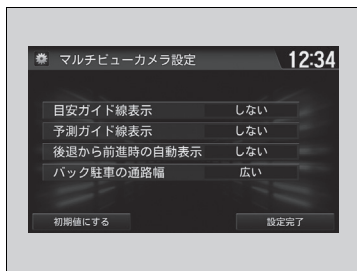 マルチビューカメラ設定 12:34
目安ガイド線表示 しない
予測ガイド線表示 しない
後退から前進時の自動表示 しない
バック駐車の通路幅 広い
初期値にする 設定完了